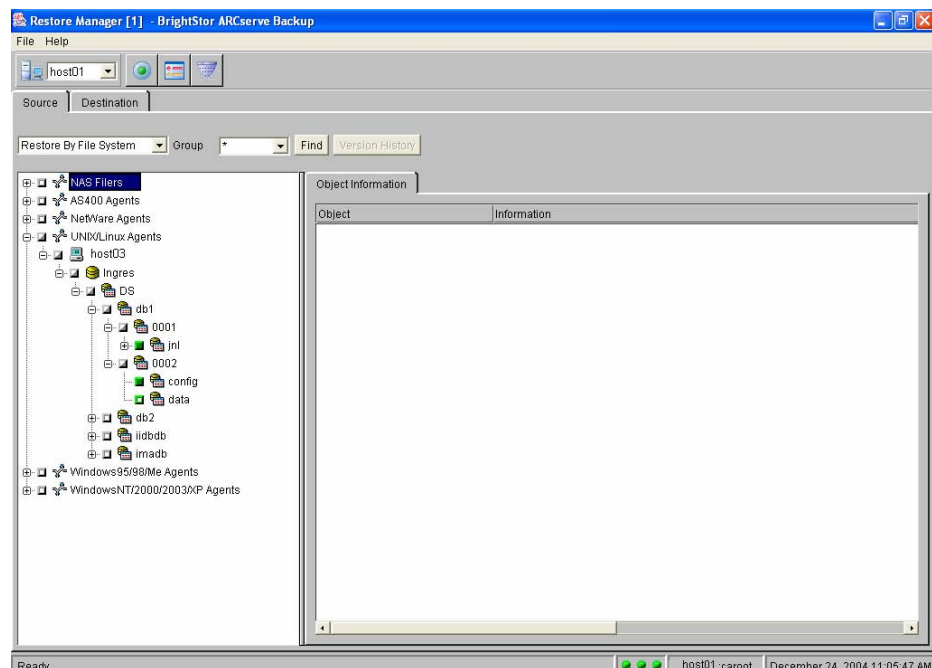 Restore Manager [1] - BrightStor ARCserve Backup
File Help
host01
Source Destination
Restore By File System Group * Find Version History
NAS Filers
AS400 Agents
NetWare Agents
UNIX/Linux Agents
host03
Ingres
DS
db1
0001
jnl
0002
config
data
db2
iidbdb
imadb
Windows95/98/Me Agents
WindowsNT/2000/2003/XP Agents
Object Information
Object Information
Ready host01 :caroot December 24, 2004 11:05:47 AM